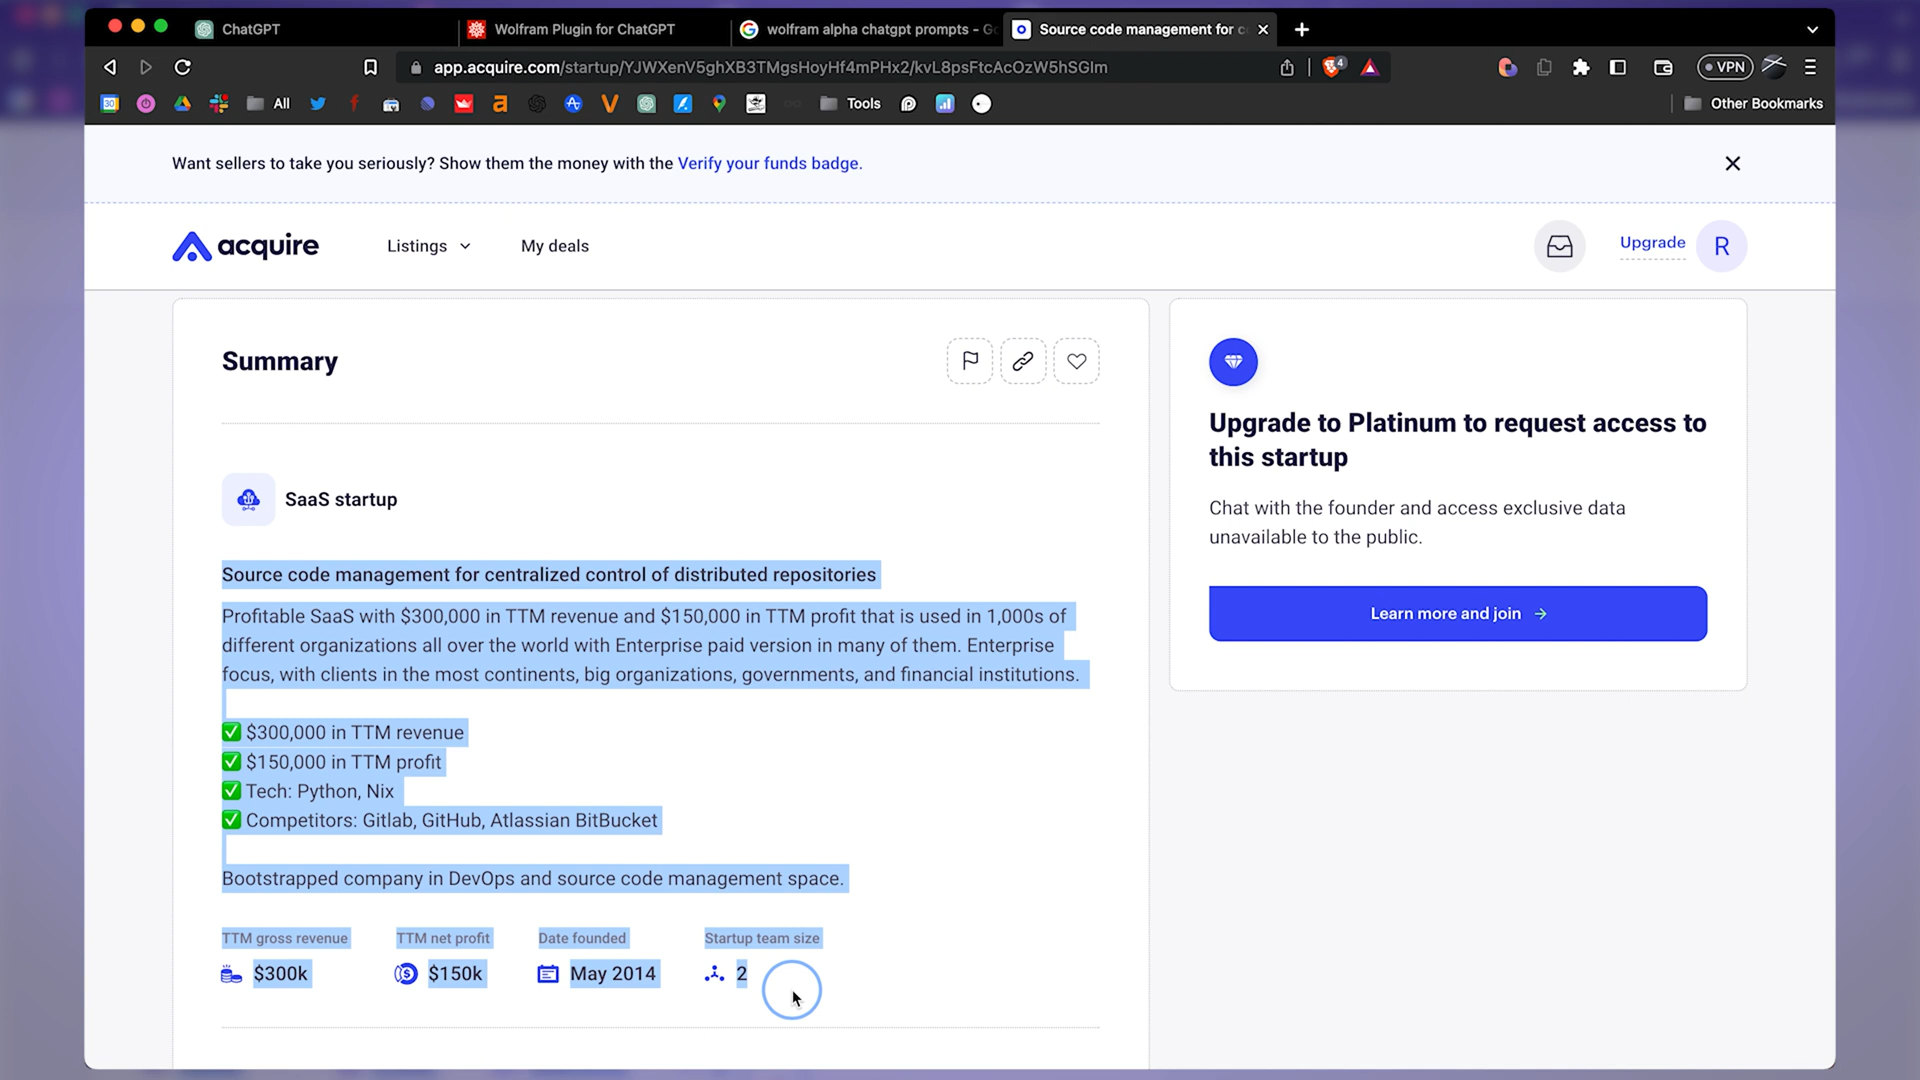 ChatGPT
Wolfram Plugin for ChatGPT
wolfram alpha chatgpt prompts - Go
Source code management for c
app.acquire.com/startup/YJWXenV5ghXB3TMgsHoyHf4mPHx2/kvL8psFtcAcOzW5hSGlm
4
VPN
30
All
Tools
Other Bookmarks
Want sellers to take you seriously? Show them the money with the Verify your funds badge.
acquire
Listings
My deals
Upgrade
R
Summary
SaaS startup
Source code management for centralized control of distributed repositories
Profitable SaaS with $300,000 in TTM revenue and $150,000 in TTM profit that is used in 1,000s of
different organizations all over the world with Enterprise paid version in many of them. Enterprise
focus, with clients in the most continents, big organizations, governments, and financial institutions.
✅ $300,000 in TTM revenue
✅ $150,000 in TTM profit
✅ Tech: Python, Nix
✅ Competitors: Gitlab, GitHub, Atlassian BitBucket
Bootstrapped company in DevOps and source code management space.
TTM gross revenue
$300k
TTM net profit
$150k
Date founded
May 2014
Startup team size
2
Upgrade to Platinum to request access to
this startup
Chat with the founder and access exclusive data
unavailable to the public.
Learn more and join →